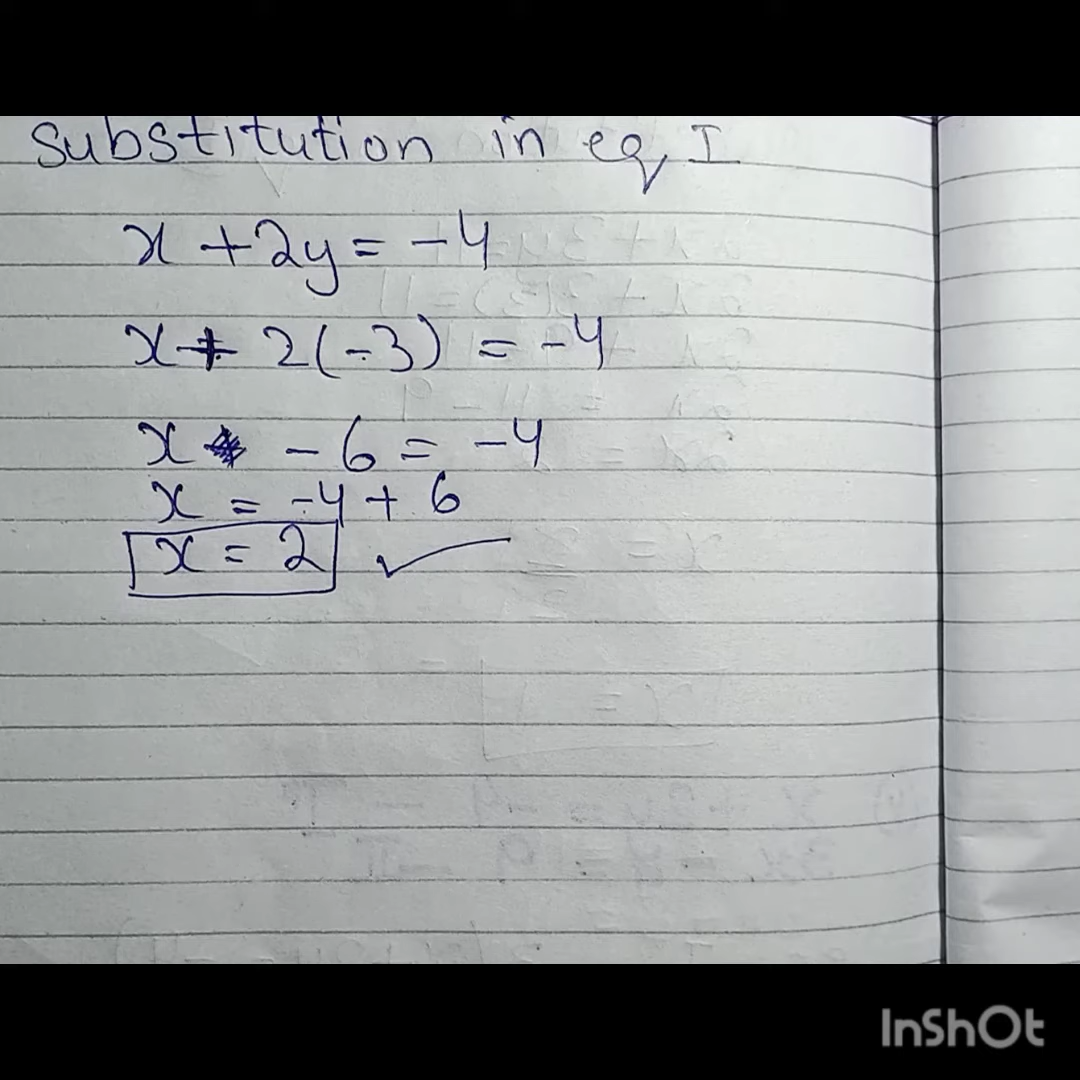 substitution in eq I
x + 2y = -4
x + 2(-3) = -4
x - 6 = -4
x = -4 + 6
x = 2
InShOt